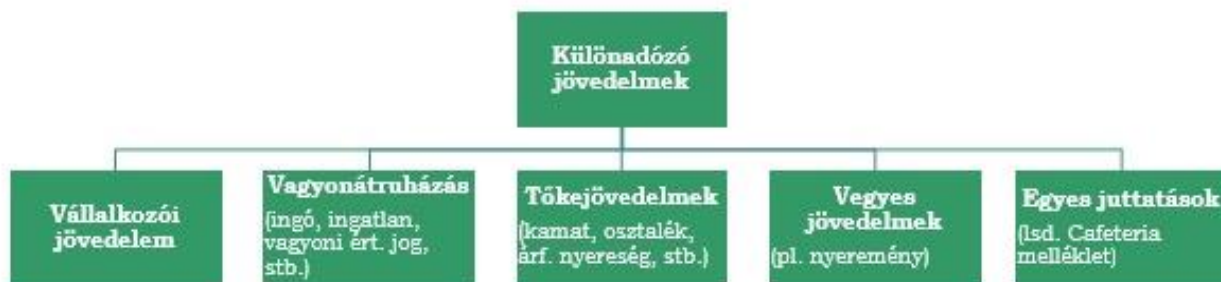 Különadózó
jövedelmek
Vállalkozói
jövedelem
Vagyonátruházás
(ingó, ingatlan,
vagyoni ért. jog,
stb.)
Tőkejövedelmek
(kamat, osztalék,
árf. nyereség, stb.)
Vegyes
jövedelmek
(pl. nyeremény)
Egyes juttatások
(lsd. Cafeteria
melléklet)